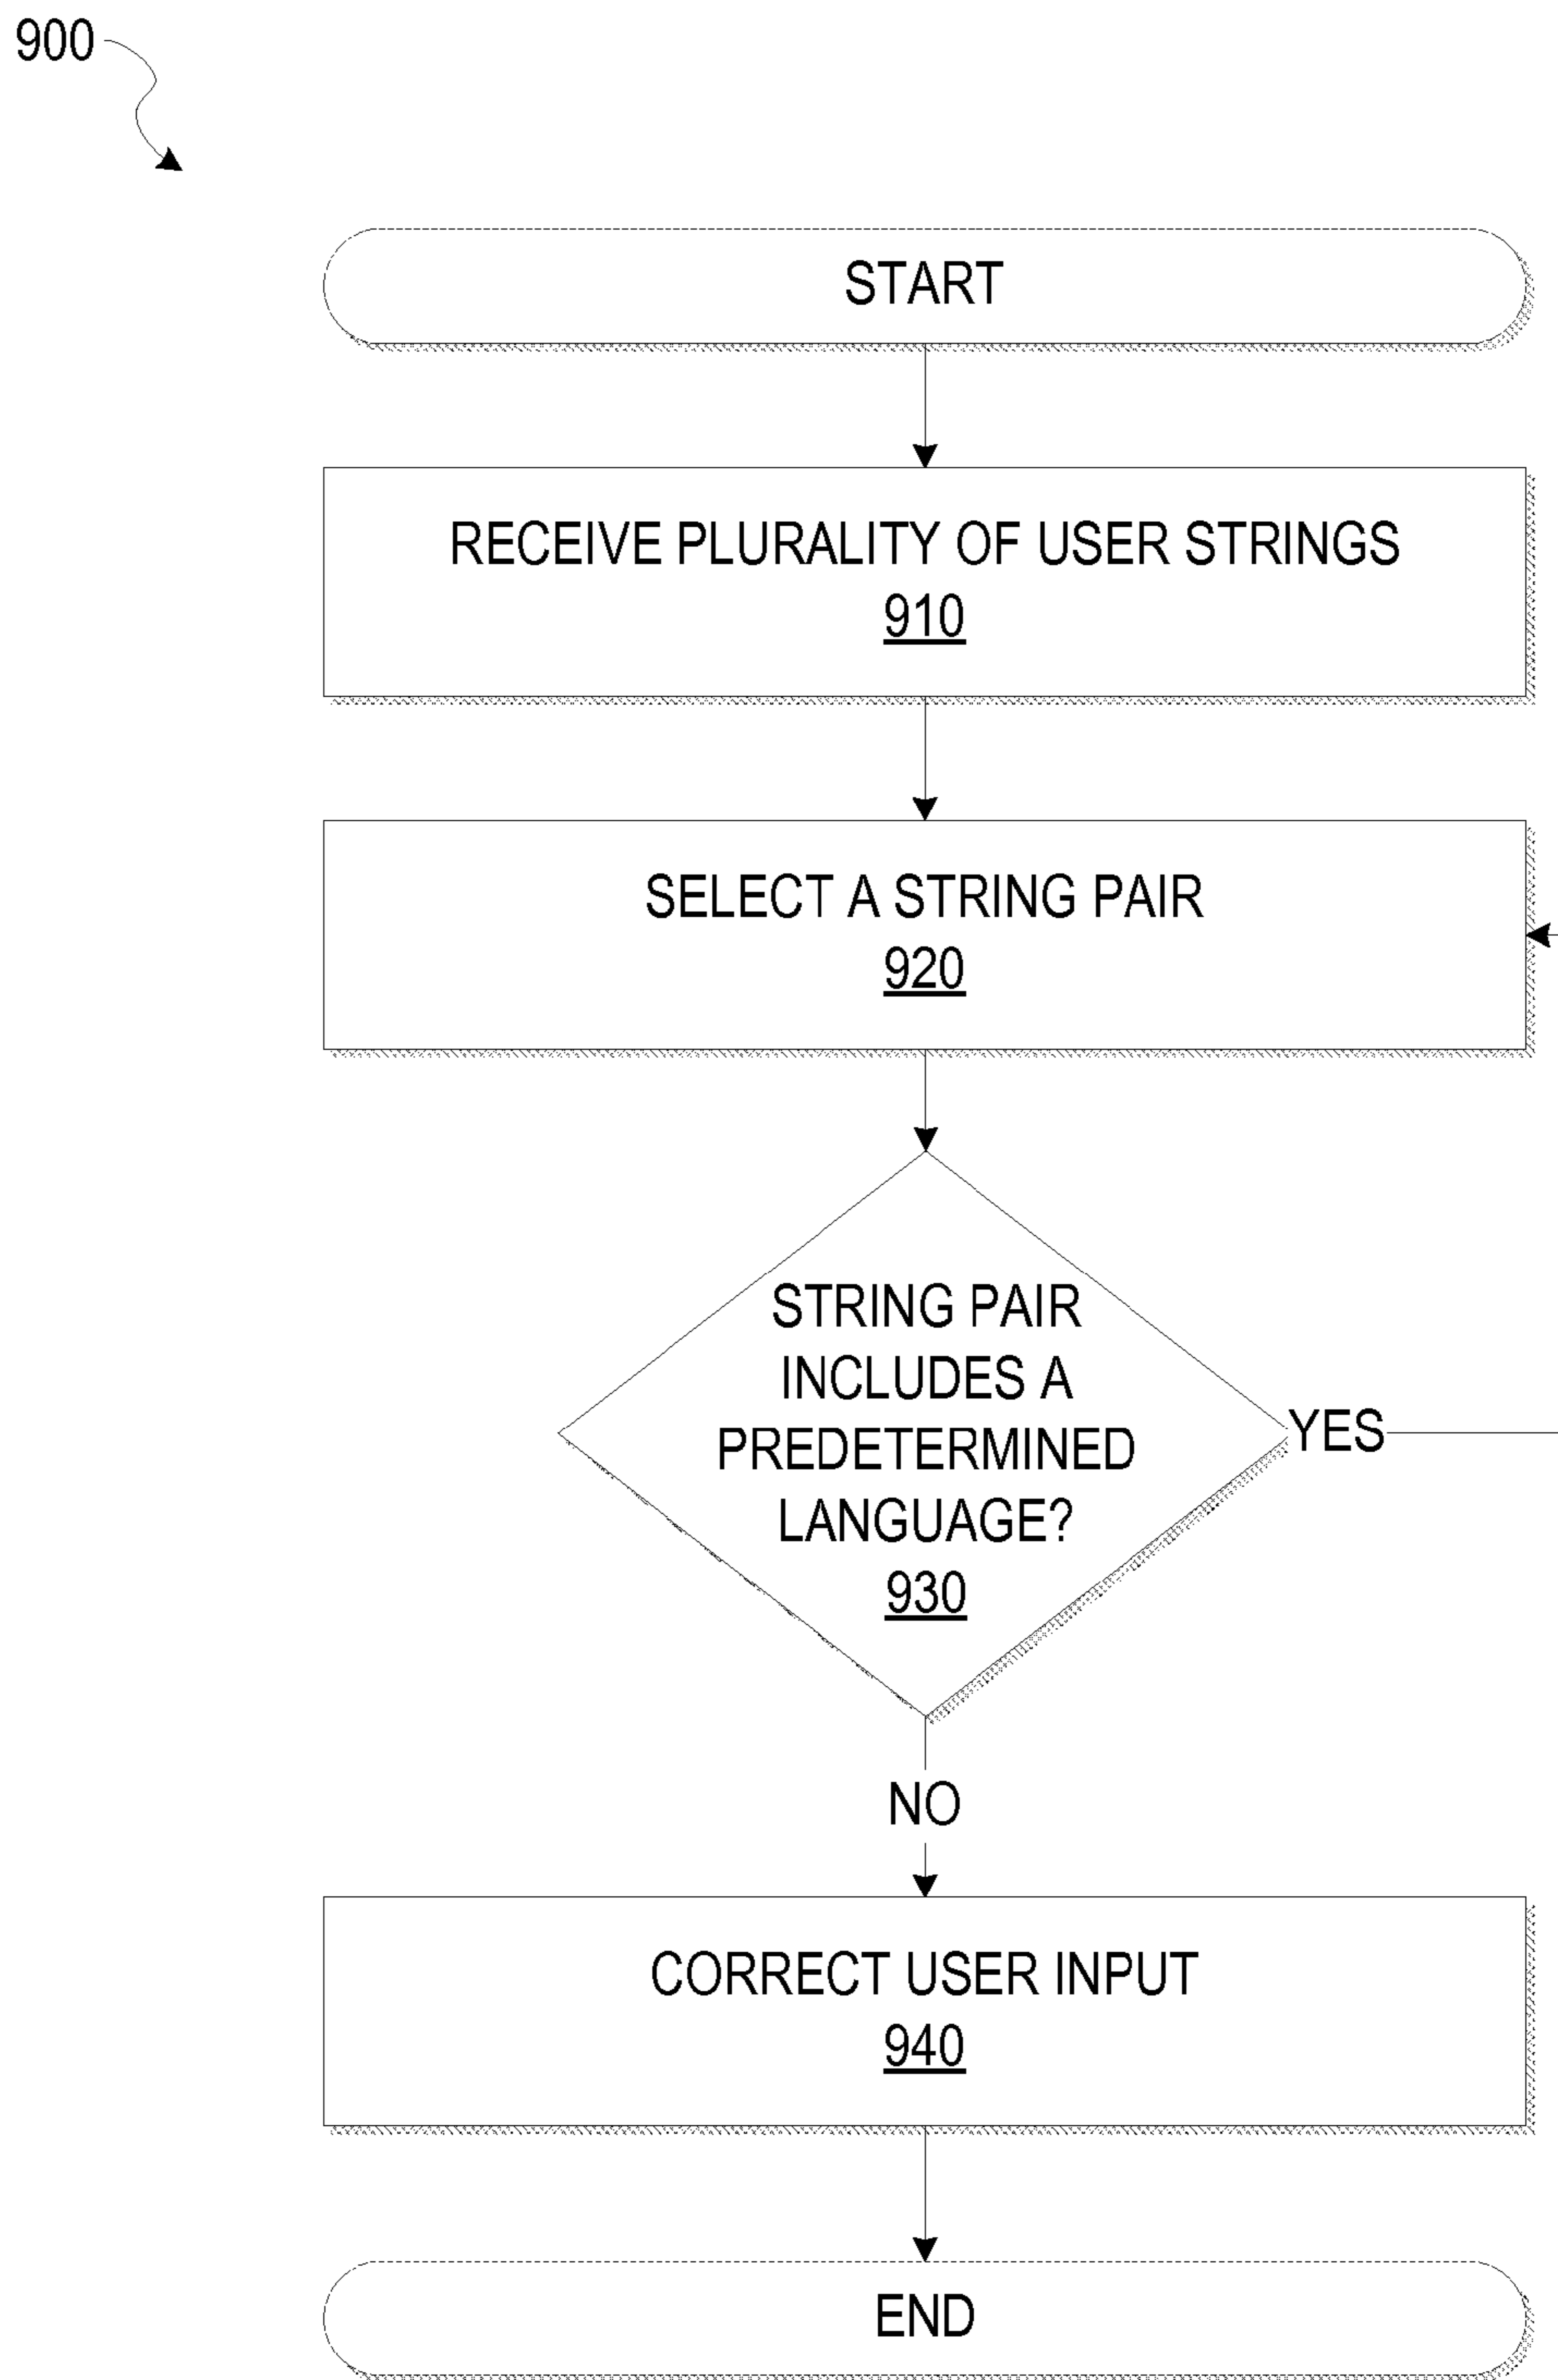 900
START
RECEIVE PLURALITY OF USER STRINGS
910
SELECT A STRING PAIR
920
STRING PAIR
INCLUDES A
PREDETERMINED
LANGUAGE?
930
YES
NO
CORRECT USER INPUT
940
END